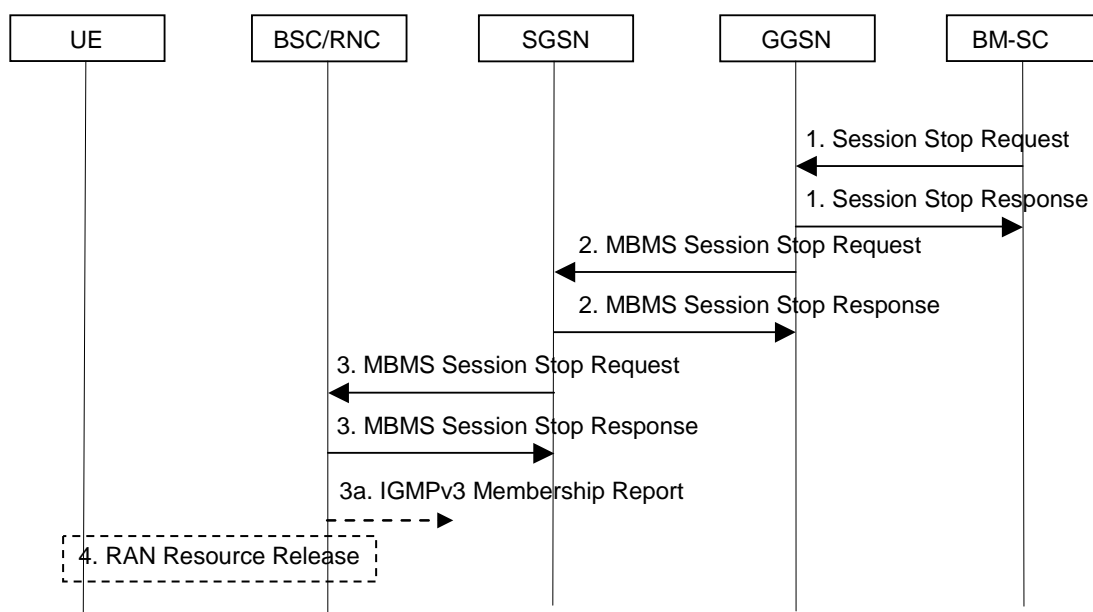 UE
BSC/RNC
SGSN
GGSN
BM-SC
1. Session Stop Request
1. Session Stop Response
2. MBMS Session Stop Request
2. MBMS Session Stop Response
3. MBMS Session Stop Request
3. MBMS Session Stop Response
3a. IGMPv3 Membership Report
4. RAN Resource Release